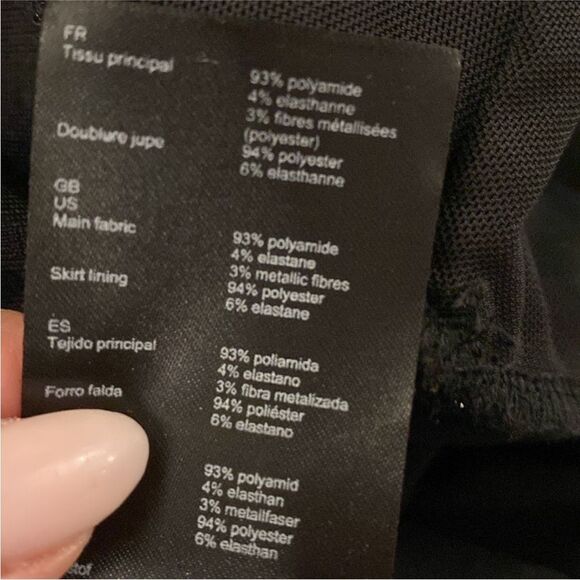 FR
Tissu principal
93% polyamide
4% elasthanne
3% fibres métallisées
(polyester)
Doublure jupe
94% polyester
6% elasthanne
GB
US
Main fabric
93% polyamide
4% elastane
3% metallic fibres
Skirt lining
94% polyester
6% elastane
ES
Tejido principal
93% poliamida
4% elastano
3% fibra metalizada
Forro falda
94% poliéster
6% elastano
93% polyamid
4% elasthan
3% metallfaser
94% polyester
6% elasthan